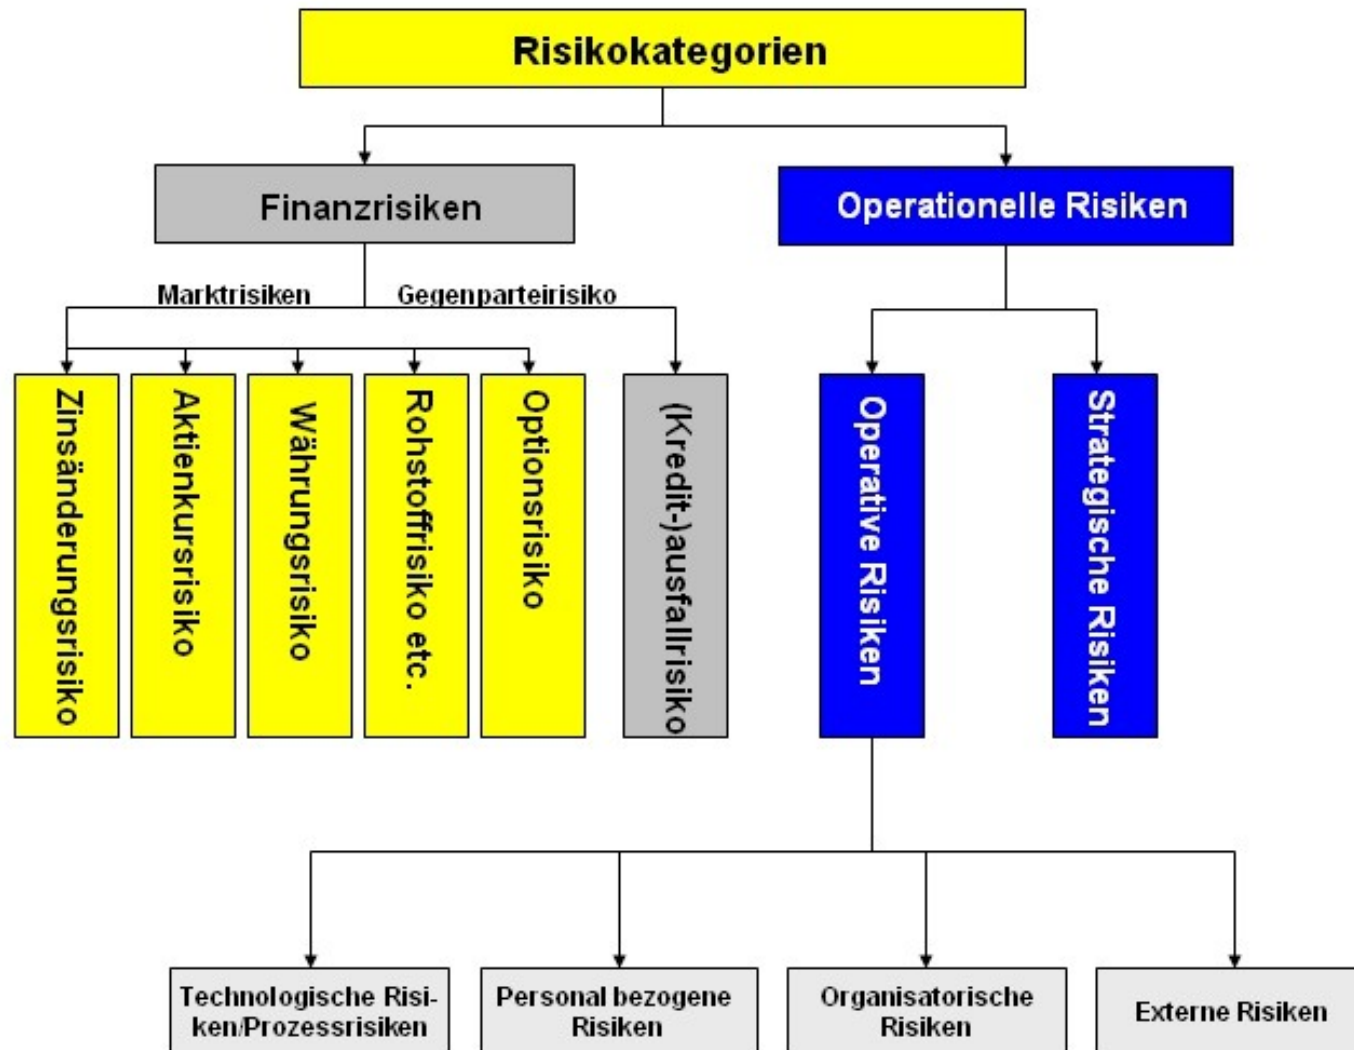 Risikokategorien
Finanzrisiken
Operationelle Risiken
Marktrisiken
Gegenparteirisiko
Zinsänderungsrisiko
Aktienkursrisiko
Währungsrisiko
Rohstoffrisiko etc.
Optionsrisiko
(Kredit-)ausfallrisiko
Operative Risiken
Strategische Risiken
Technologische Risi-
ken/Prozessrisiken
Personal bezogene
Risiken
Organisatorische
Risiken
Externe Risiken